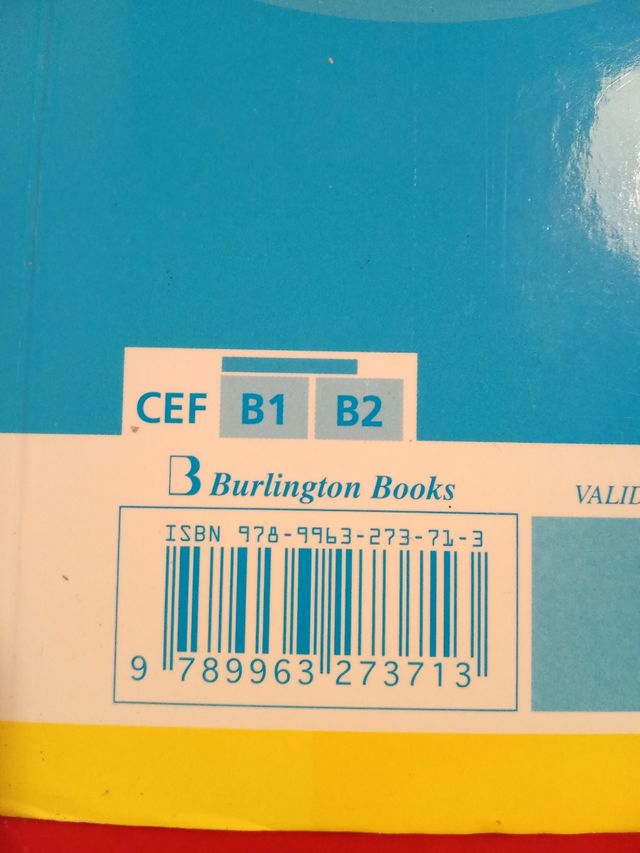 CEF B1 B2
B Burlington Books
VALID
ISBN 978-9963-273-71-3
9 789963 273713